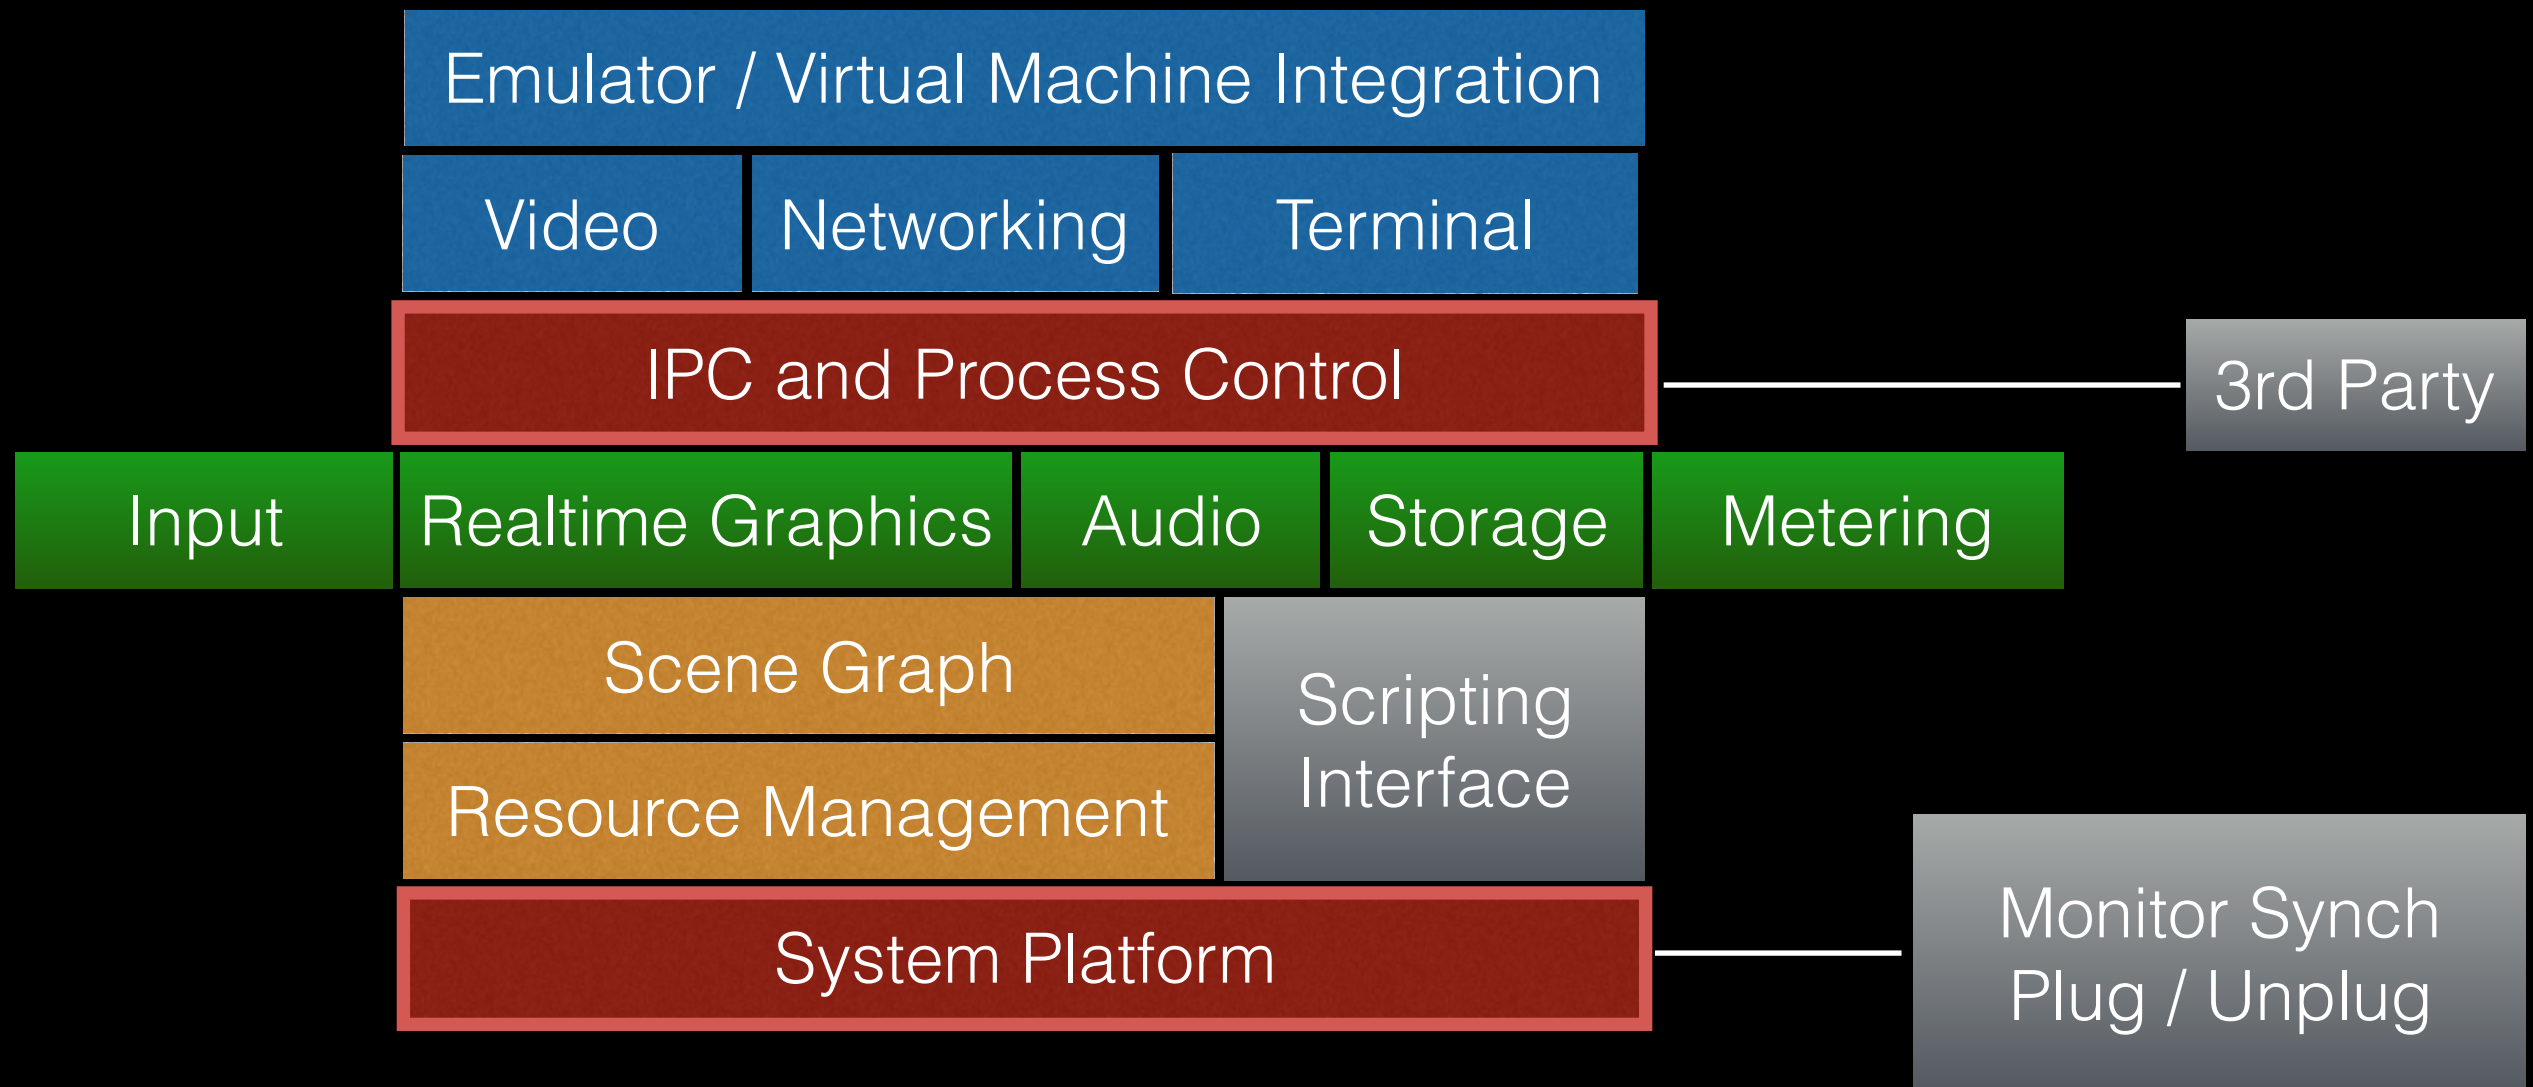 Emulator / Virtual Machine Integration
Video
Networking
Terminal
IPC and Process Control
3rd Party
Input
Realtime Graphics
Audio
Storage
Metering
Scene Graph
Scripting
Interface
Resource Management
System Platform
Monitor Synch
Plug / Unplug